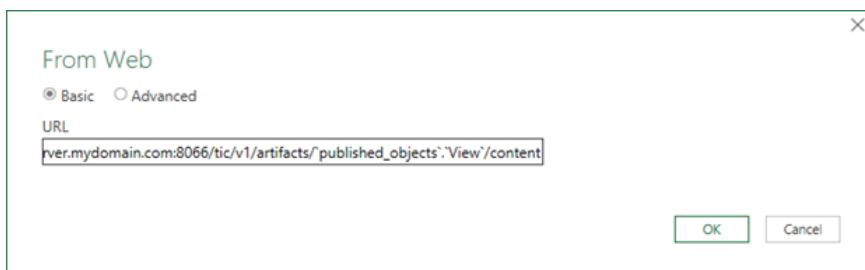 From Web
Basic Advanced
URL
rver.mydomain.com:8066/tic/v1/artifacts/`published_objects`.`View`/content
OK Cancel